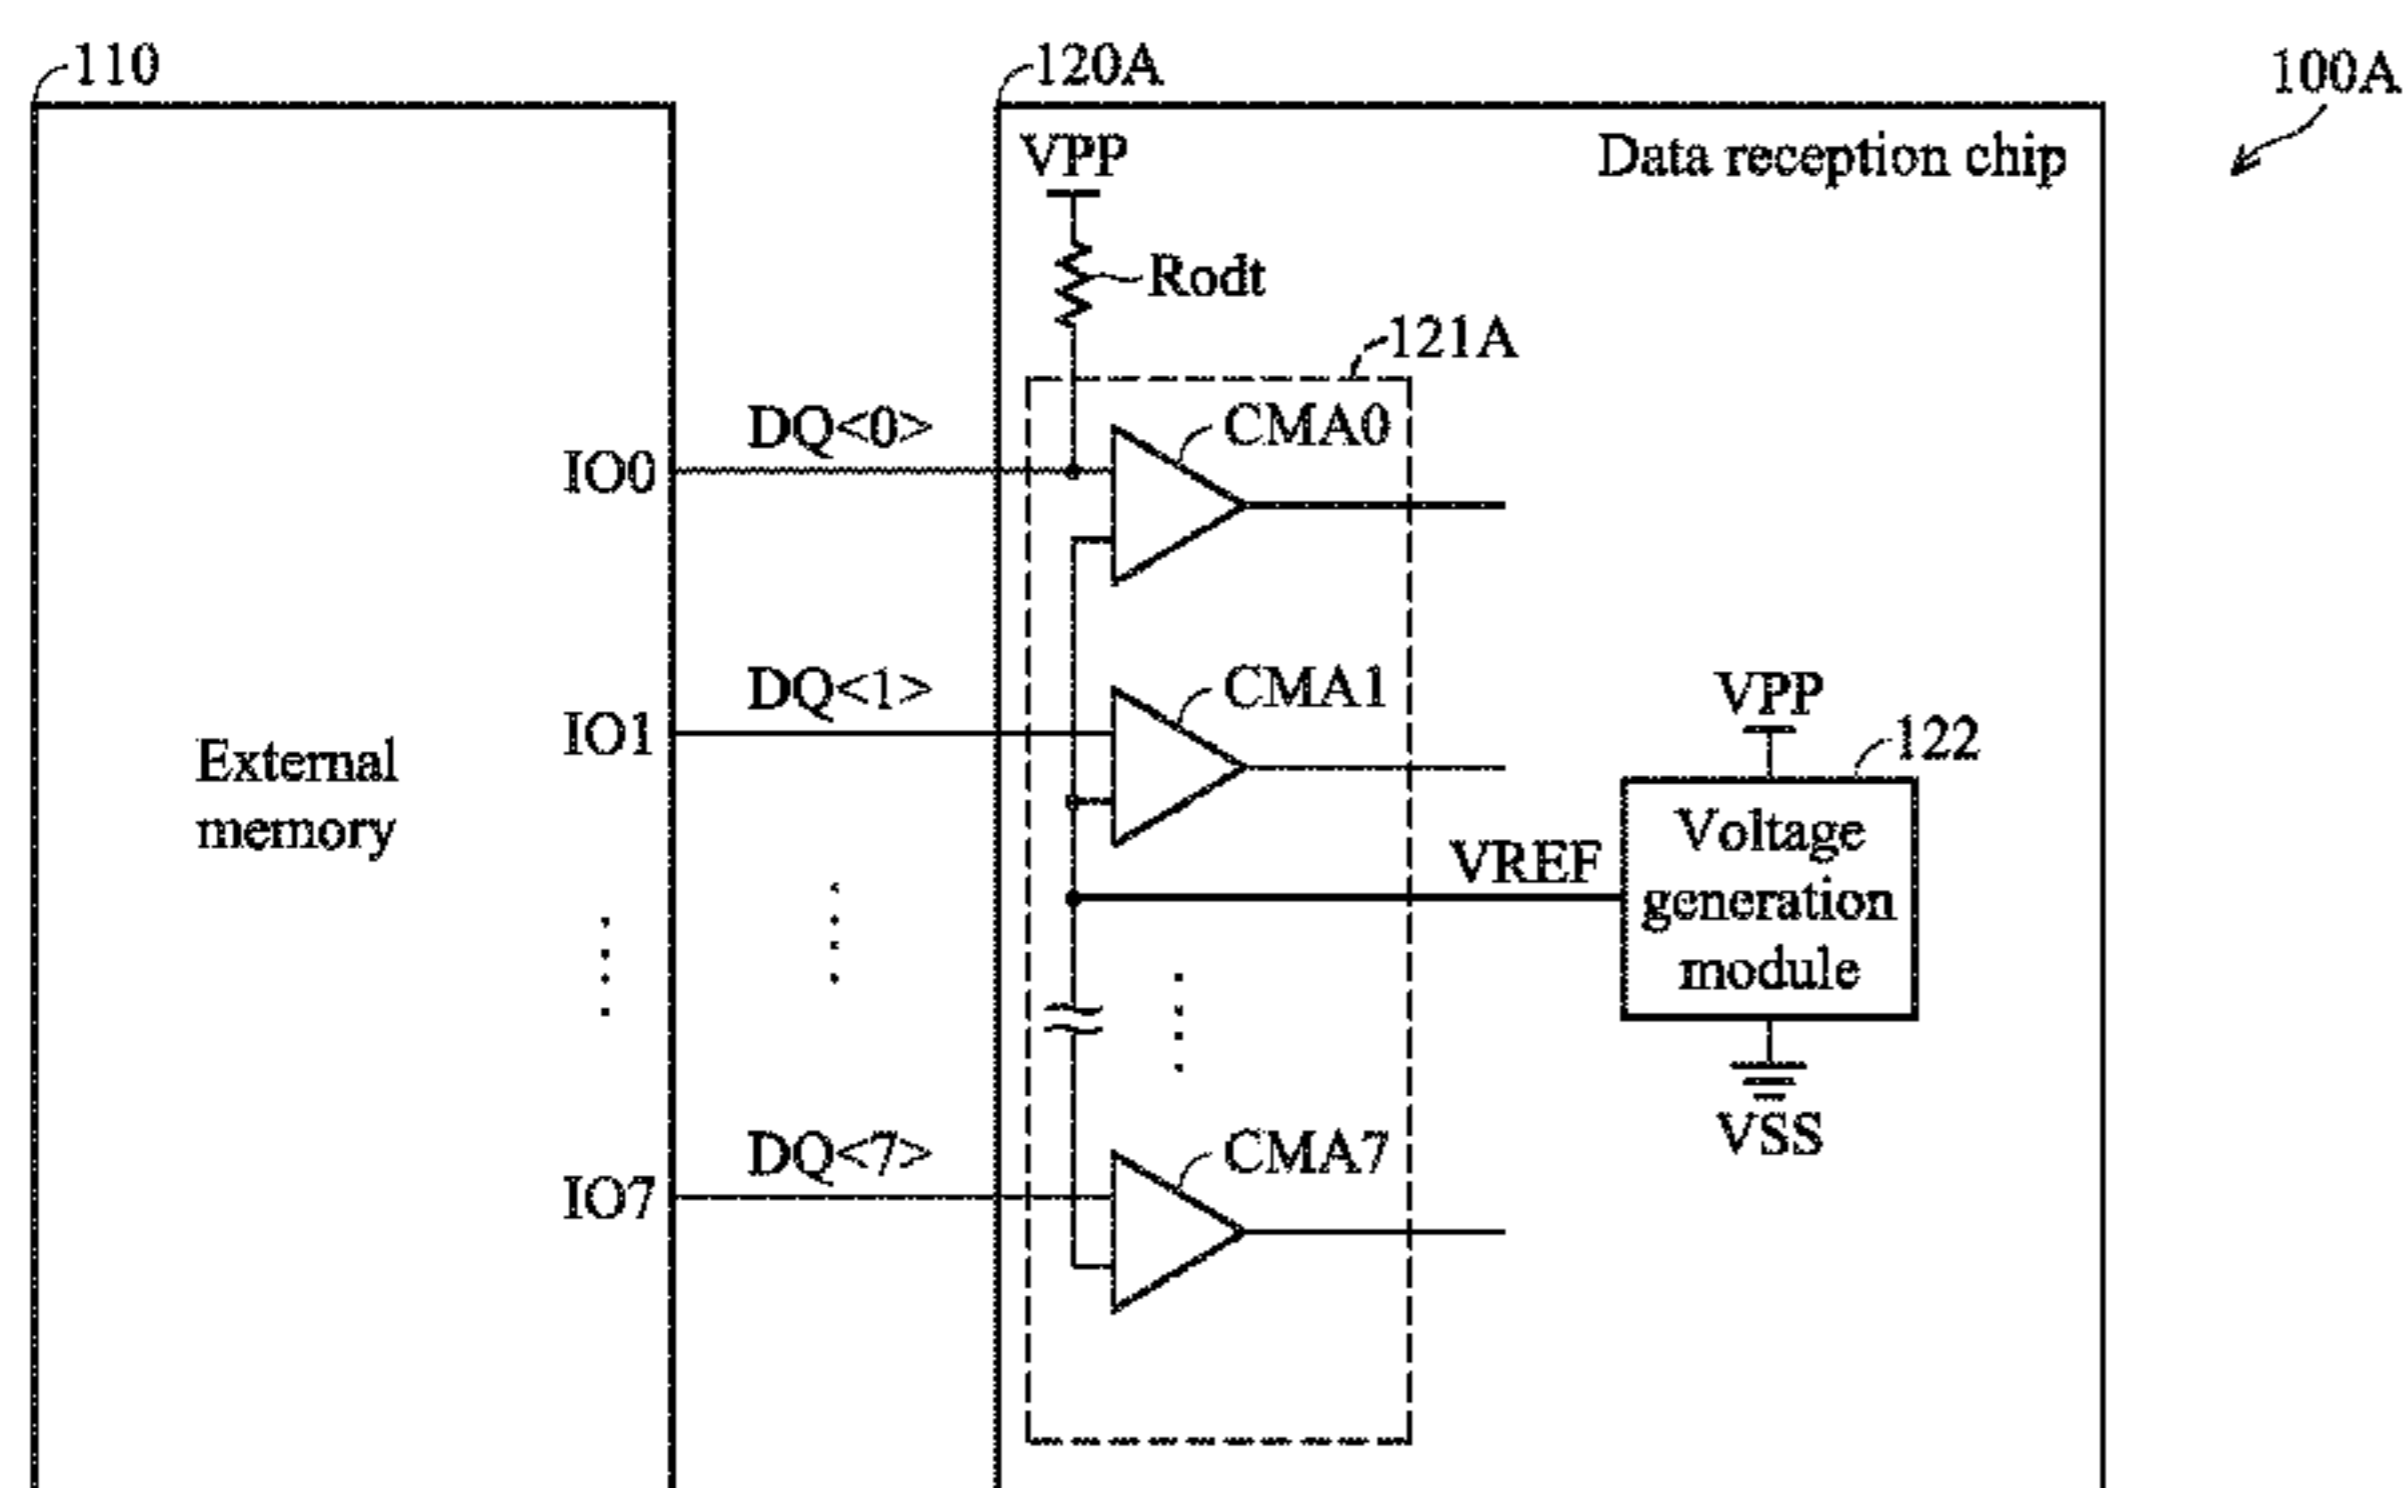 110
120A
100A
VPP
Data reception chip
Rodt
121A
DQ<0>
CMA0
IO0
DQ<1>
CMA1
IO1
VPP
122
External
memory
VREF
Voltage
generation
module
VSS
DQ<7>
CMA7
IO7